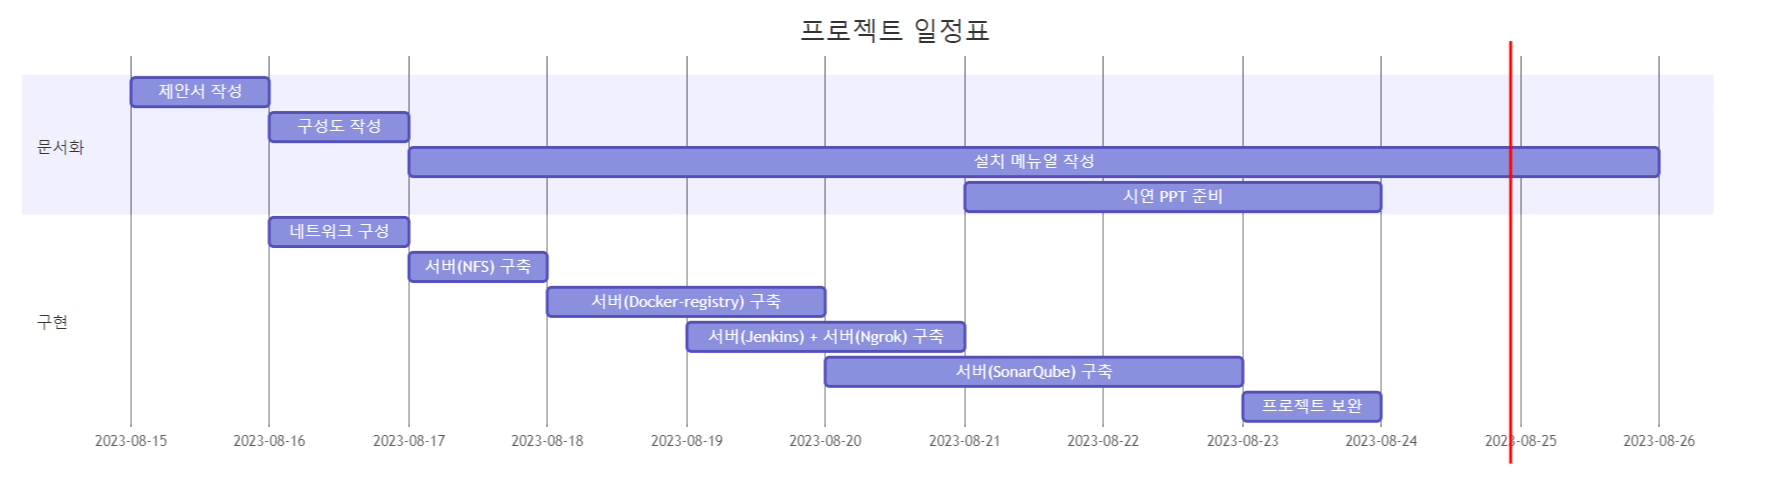 프로젝트 일정표
문서화
제안서 작성
구성도 작성
설치 메뉴얼 작성
시연 PPT 준비
구현
네트워크 구성
서버(NFS) 구축
서버(Docker-registry) 구축
서버(Jenkins) + 서버(Ngrok) 구축
서버(SonarQube) 구축
프로젝트 보완
2023-08-15 2023-08-16 2023-08-17 2023-08-18 2023-08-19 2023-08-20 2023-08-21 2023-08-22 2023-08-23 2023-08-24 2023-08-25 2023-08-26